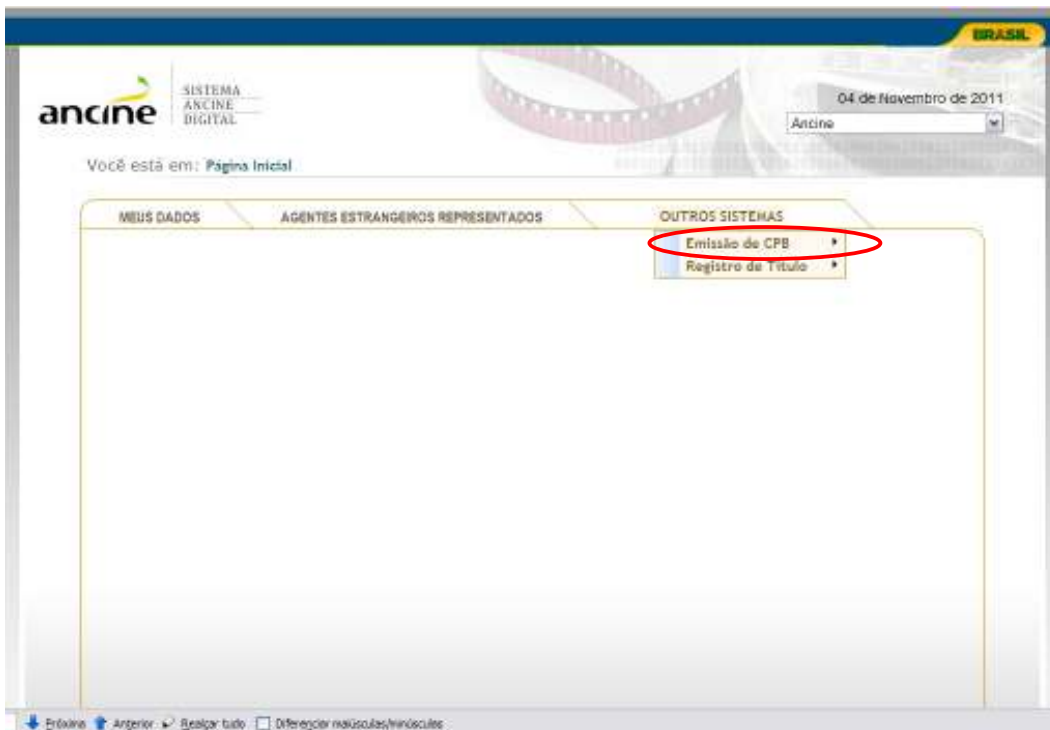 BRASIL
ancine
SISTEMA
ANCINE
DIGITAL
04 de Novembro de 2011
Ancine
Você está em: Página Inicial
MEUS DADOS AGENTES ESTRANGEIROS REPRESENTADOS OUTROS SISTEMAS
Emissão de CPB
Registro de Título
Próxima Anterior Realçar tudo Diferenciar maiúsculas/minúsculas